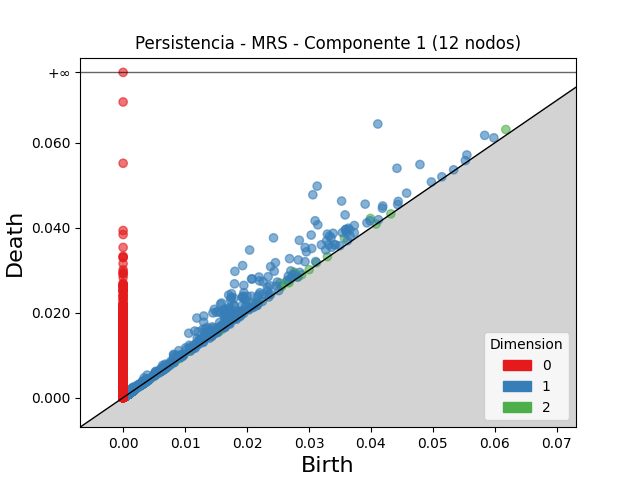 Persistencia - MRS - Componente 1 (12 nodos)
+∞
0.060
0.040
0.020
0.000
Death
Dimension
0
1
2
0.00 0.01 0.02 0.03 0.04 0.05 0.06 0.07
Birth